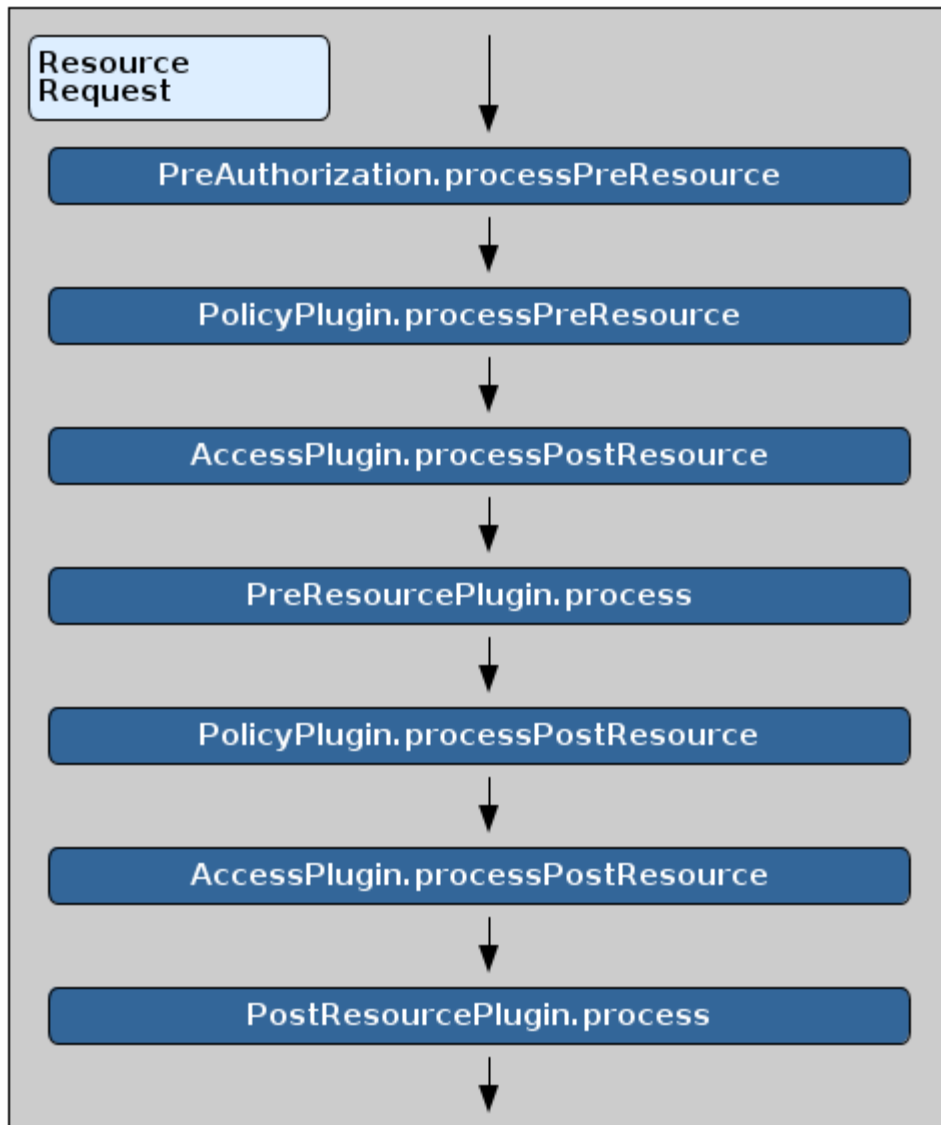 Resource
Request
PreAuthorization.processPreResource
PolicyPlugin.processPreResource
AccessPlugin.processPostResource
PreResourcePlugin.process
PolicyPlugin.processPostResource
AccessPlugin.processPostResource
PostResourcePlugin.process